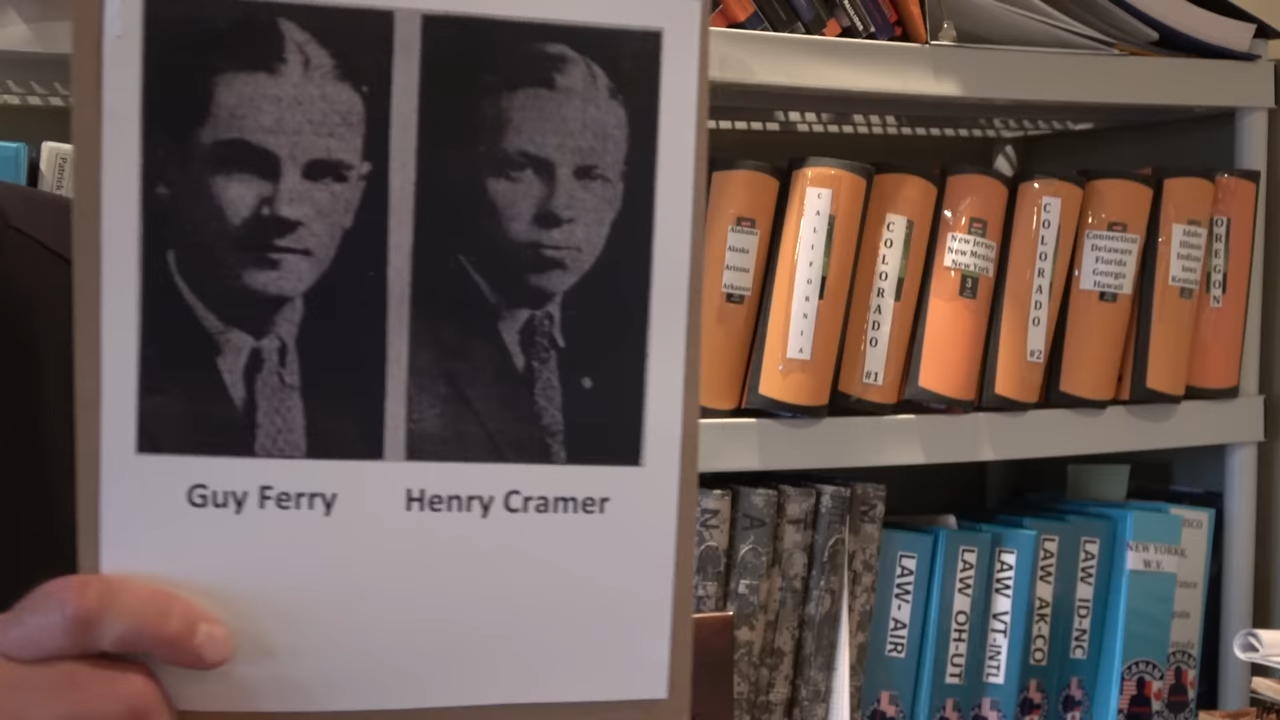 Guy Ferry
Henry Cramer
Patrick
Alabama
Alaska
Arizona
Arkansas
CALIFORNIA
COLORADO
#1
New Jersey
New Mexico
New York
3
COLORADO
#2
Connecticut
Delaware
Florida
Georgia
Hawaii
Idaho
Illinois
Indiana
Iowa
OREGON
LAW- AIR
LAW OH-UT
LAW VT-INTL
LAW AK-CO
LAW ID-NC
NEW YORK
W.V.